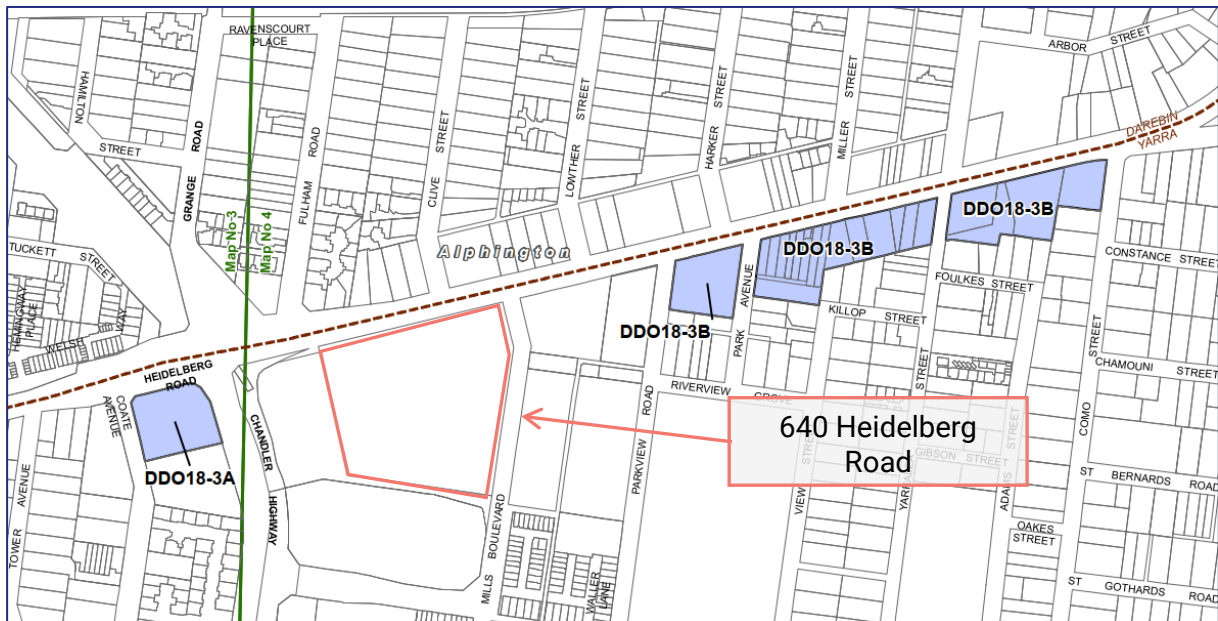 RAVENSCOURT
PLACE
ARBOR STREET
HAMILTON
STREET
GRANGE ROAD
FULHAM ROAD
CLIVE STREET
LOWTHER STREET
HARKER STREET
MILLER STREET
DAREBIN
YARRA
Map No 3
Map No 4
TUCKETT STREET
HEMINGWAY
PLACE
WELSH WAY
Alphington
DDO18-3B
DDO18-3B
DDO18-3B
CONSTANCE STREET
FOULKES STREET
KILLOP STREET
PARK AVENUE
HEIDELBERG
ROAD
COATE
AVENUE
DDO18-3A
CHANDLER HIGHWAY
RIVERVIEW GROVE
CHAMOUNI STREET
640 Heidelberg
Road
GIBSON STREET
ST BERNARDS ROAD
TOWER AVENUE
MILLS BOULEVARD
PARKVIEW ROAD
VIEW STREET
STREET
ADAMS STREET
COMO STREET
OAKES
STREET
WALLER
LANE
ST GOTHARDS ROAD